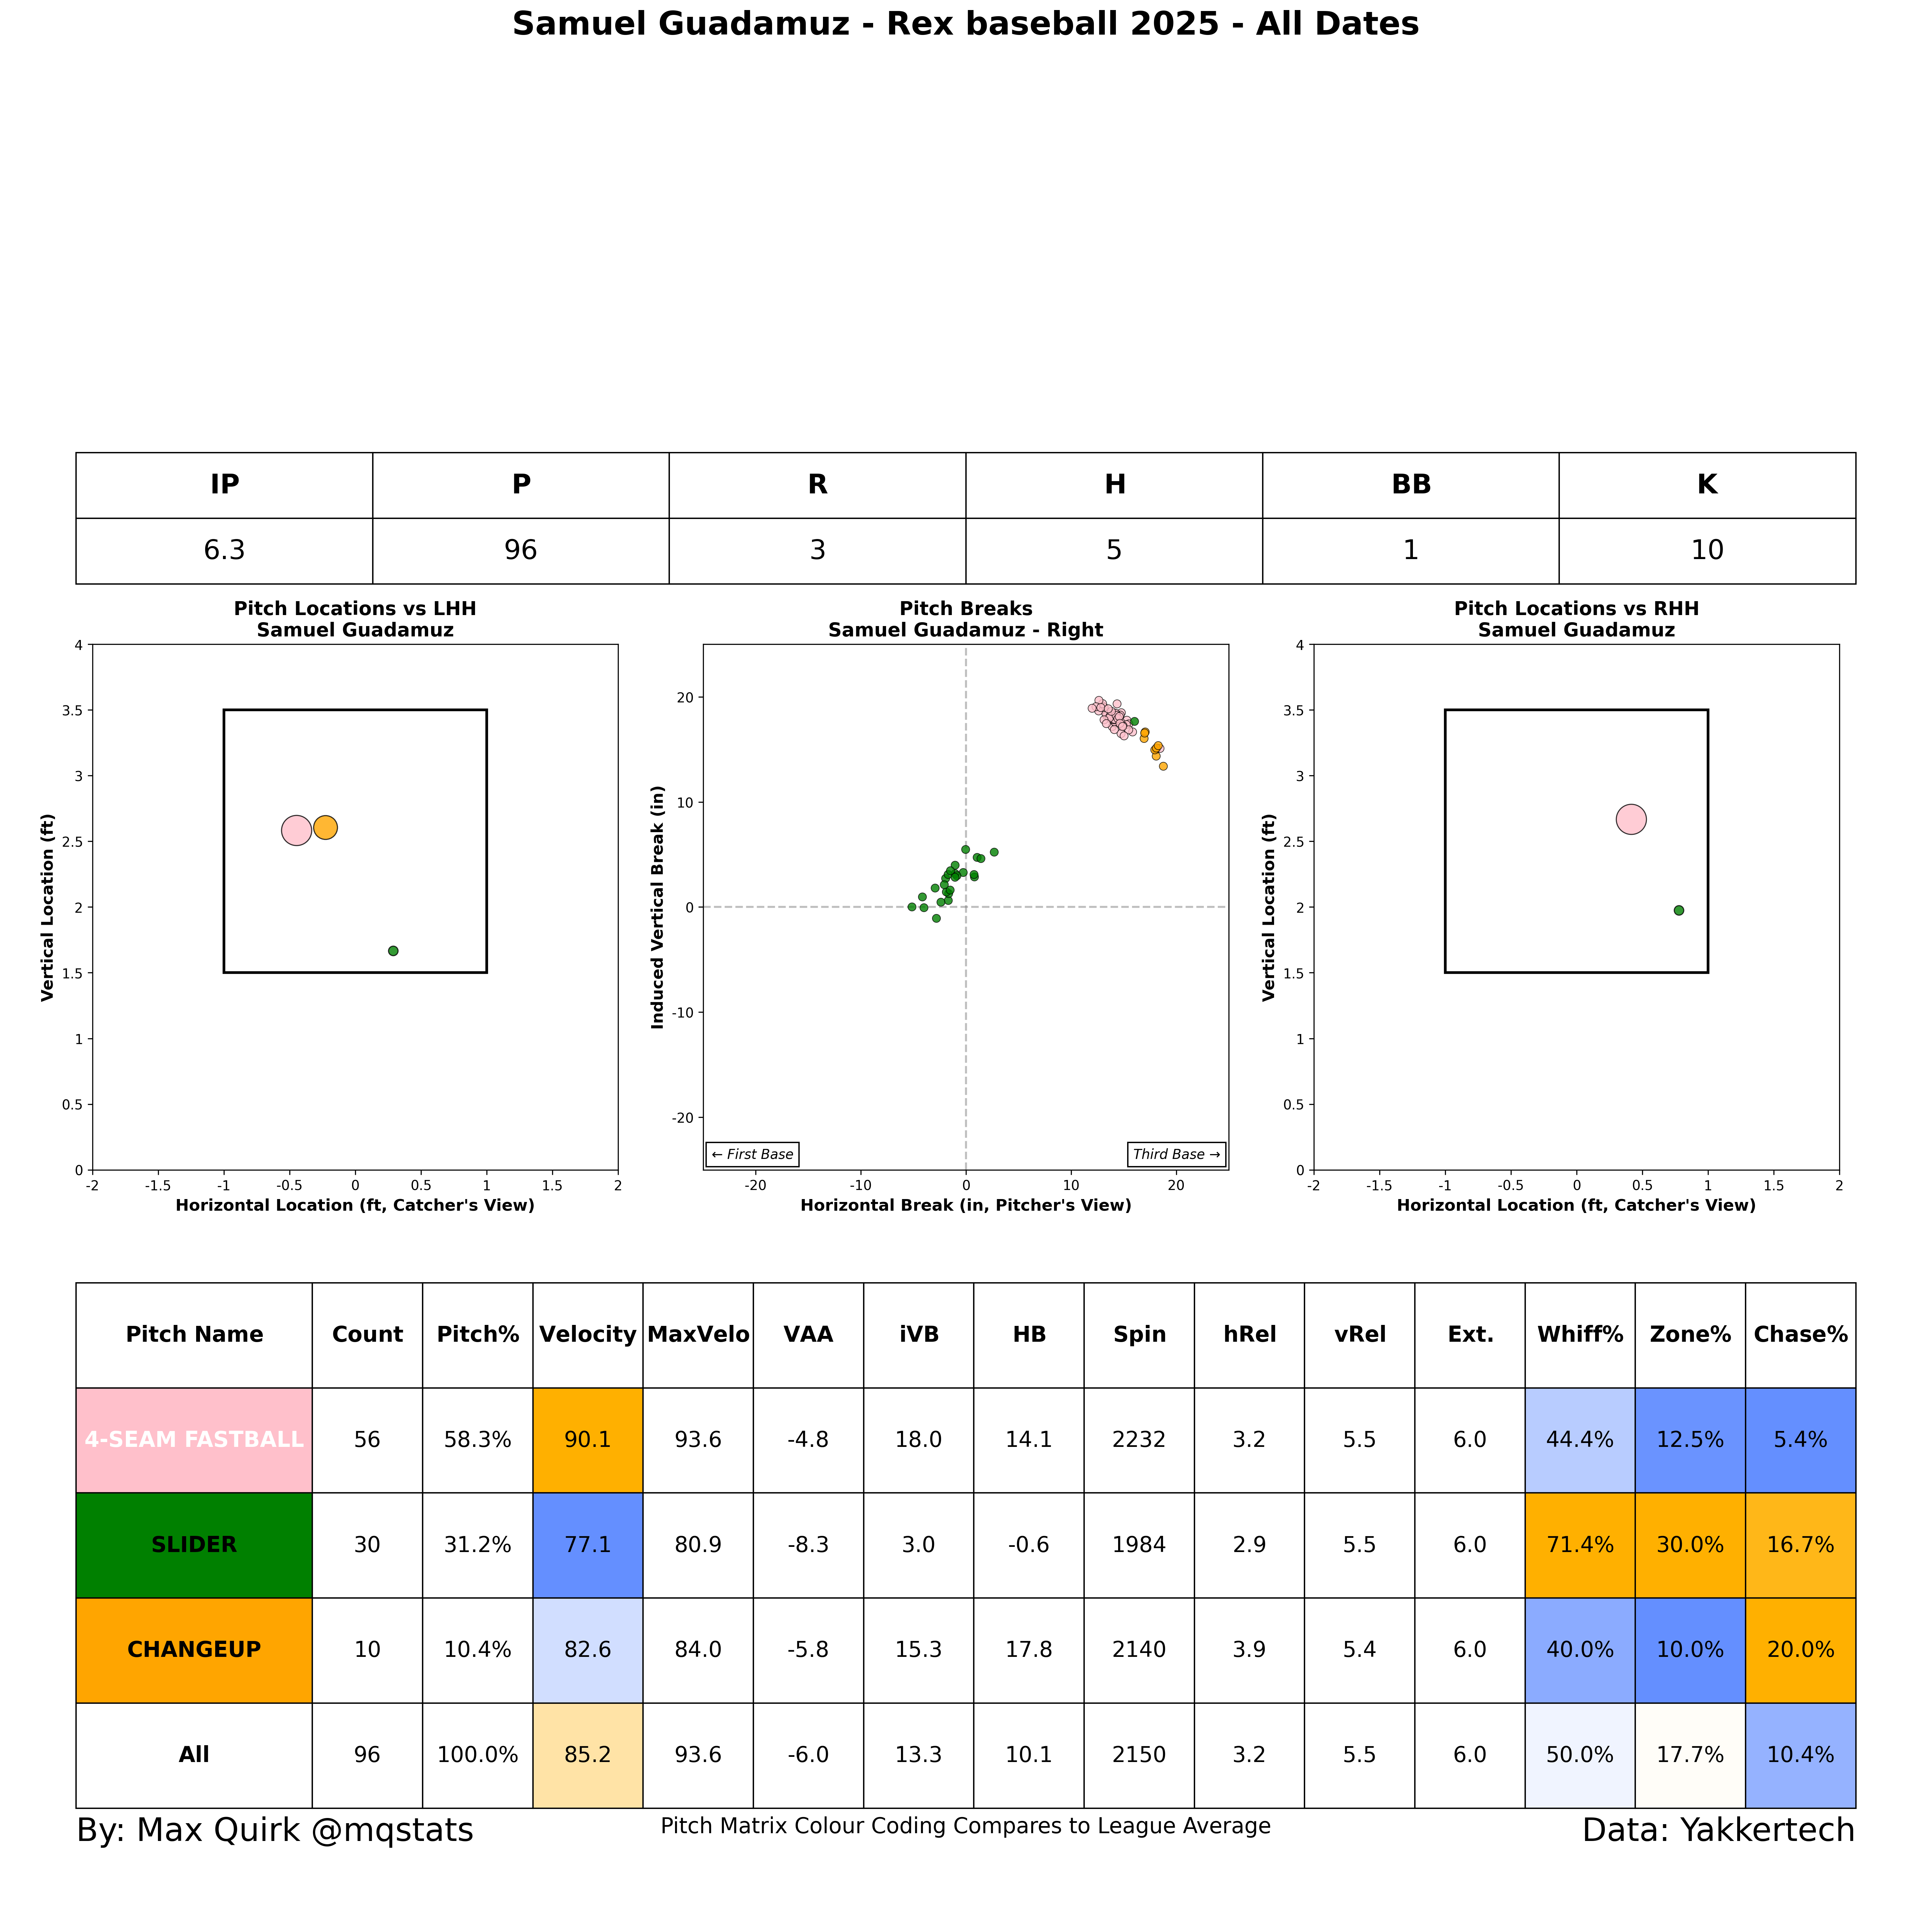 Samuel Guadamuz - Rex baseball 2025 - All Dates
IP P R H BB K
6.3 96 3 5 1 10
Pitch Locations vs LHH
Samuel Guadamuz
4
3.5
3
2.5
2
1.5
1
0.5
0
-2 -1.5 -1 -0.5 0 0.5 1 1.5 2
Vertical Location (ft)
Horizontal Location (ft, Catcher's View)
Pitch Breaks
Samuel Guadamuz - Right
20
10
0
-10
-20
← First Base Third Base →
-20 -10 0 10 20
Induced Vertical Break (in)
Horizontal Break (in, Pitcher's View)
Pitch Locations vs RHH
Samuel Guadamuz
4
3.5
3
2.5
2
1.5
1
0.5
0
-2 -1.5 -1 -0.5 0 0.5 1 1.5 2
Vertical Location (ft)
Horizontal Location (ft, Catcher's View)
Pitch Name Count Pitch% Velocity MaxVelo VAA iVB HB Spin hRel vRel Ext. Whiff% Zone% Chase%
4-SEAM FASTBALL 56 58.3% 90.1 93.6 -4.8 18.0 14.1 2232 3.2 5.5 6.0 44.4% 12.5% 5.4%
SLIDER 30 31.2% 77.1 80.9 -8.3 3.0 -0.6 1984 2.9 5.5 6.0 71.4% 30.0% 16.7%
CHANGEUP 10 10.4% 82.6 84.0 -5.8 15.3 17.8 2140 3.9 5.4 6.0 40.0% 10.0% 20.0%
All 96 100.0% 85.2 93.6 -6.0 13.3 10.1 2150 3.2 5.5 6.0 50.0% 17.7% 10.4%
By: Max Quirk @mqstats Pitch Matrix Colour Coding Compares to League Average Data: Yakkertech